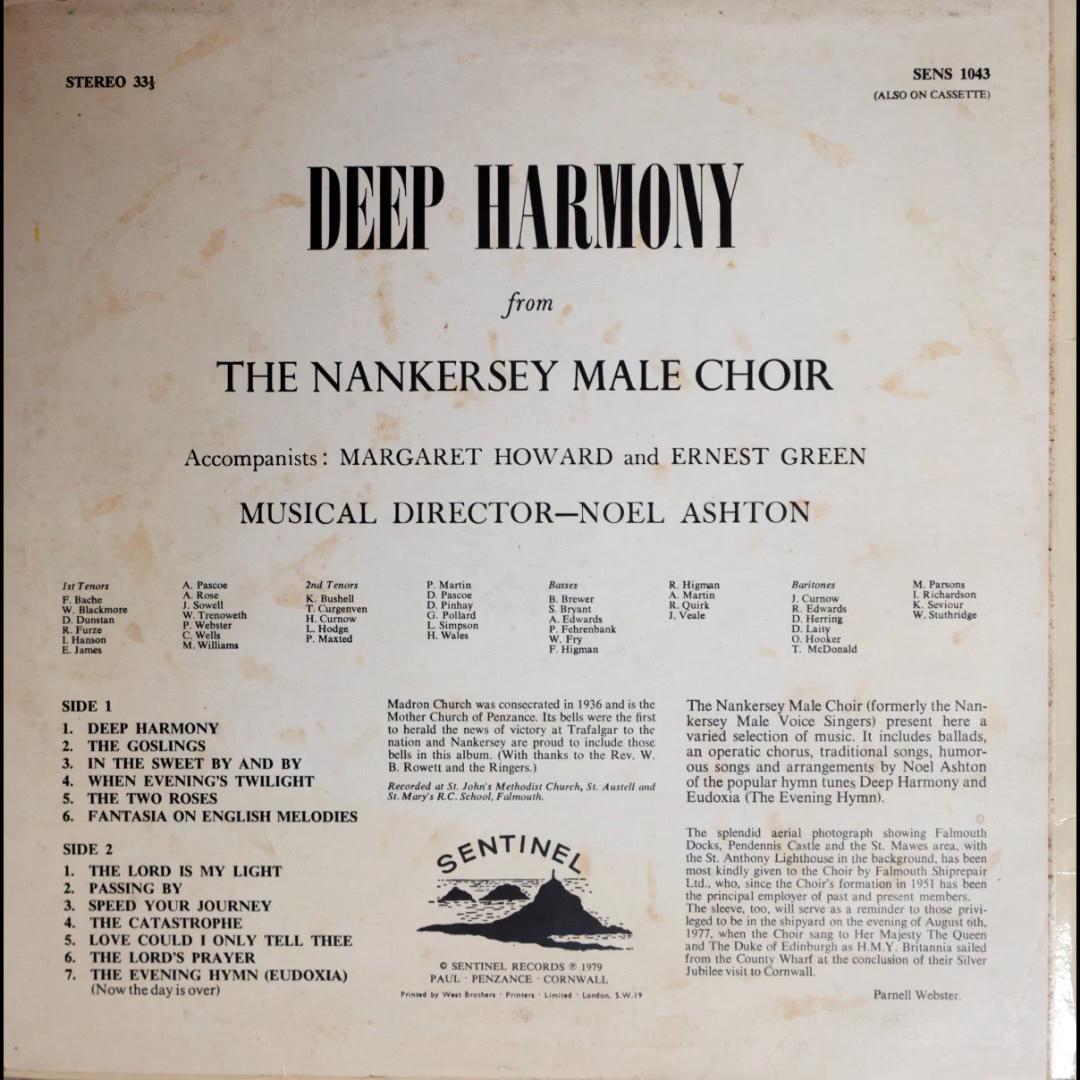 STEREO 33⅓
SENS 1043
(ALSO ON CASSETTE)
DEEP HARMONY
from
THE NANKERSEY MALE CHOIR
Accompanists: MARGARET HOWARD and ERNEST GREEN
MUSICAL DIRECTOR—NOEL ASHTON
1st Tenors
F. Bache
W. Blackmore
D. Dunstan
R. Furze
I. Hanson
E. James
A. Pascoe
A. Rose
J. Sowell
W. Trenoweth
P. Webster
C. Wells
M. Williams
2nd Tenors
K. Bushell
T. Curgenven
H. Curnow
L. Hodge
P. Maxted
P. Martin
D. Pascoe
D. Pinhay
G. Pollard
L. Simpson
H. Wales
Basses
B. Brewer
S. Bryant
A. Edwards
P. Fehrenbank
W. Fry
F. Higman
R. Higman
A. Martin
R. Quirk
J. Veale
Baritones
J. Curnow
R. Edwards
D. Herring
D. Laity
O. Hooker
T. McDonald
M. Parsons
I. Richardson
K. Seviour
W. Stuthridge
SIDE 1
1. DEEP HARMONY
2. THE GOSLINGS
3. IN THE SWEET BY AND BY
4. WHEN EVENING'S TWILIGHT
5. THE TWO ROSES
6. FANTASIA ON ENGLISH MELODIES
SIDE 2
1. THE LORD IS MY LIGHT
2. PASSING BY
3. SPEED YOUR JOURNEY
4. THE CATASTROPHE
5. LOVE COULD I ONLY TELL THEE
6. THE LORD'S PRAYER
7. THE EVENING HYMN (EUDOXIA)
(Now the day is over)
Madron Church was consecrated in 1936 and is the
Mother Church of Penzance. Its bells were the first
to herald the news of victory at Trafalgar to the
nation and Nankersey are proud to include those
bells in this album. (With thanks to the Rev. W.
B. Rowett and the Ringers.)
Recorded at St. John's Methodist Church, St. Austell and
St. Mary's R.C. School, Falmouth.
SENTINEL
© SENTINEL RECORDS ℗ 1979
PAUL · PENZANCE · CORNWALL
Printed by West Brothers · Printers · Limited · London, S.W.19
The Nankersey Male Choir (formerly the Nan-
kersey Male Voice Singers) present here a
varied selection of music. It includes ballads,
an operatic chorus, traditional songs, humor-
ous songs and arrangements by Noel Ashton
of the popular hymn tunes Deep Harmony and
Eudoxia (The Evening Hymn).
The splendid aerial photograph showing Falmouth
Docks, Pendennis Castle and the St. Mawes area, with
the St. Anthony Lighthouse in the background, has been
most kindly given to the Choir by Falmouth Shiprepair
Ltd., who, since the Choir's formation in 1951 has been
the principal employer of past and present members.
The sleeve, too, will serve as a reminder to those privi-
leged to be in the shipyard on the evening of August 6th,
1977, when the Choir sang to Her Majesty The Queen
and The Duke of Edinburgh as H.M.Y. Britannia sailed
from the County Wharf at the conclusion of their Silver
Jubilee visit to Cornwall.
Parnell Webster.